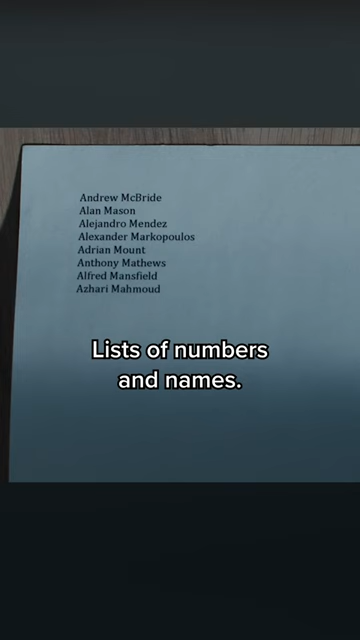 Andrew McBride
Alan Mason
Alejandro Mendez
Alexander Markopoulos
Adrian Mount
Anthony Mathews
Alfred Mansfield
Azhari Mahmoud
Lists of numbers
and names.